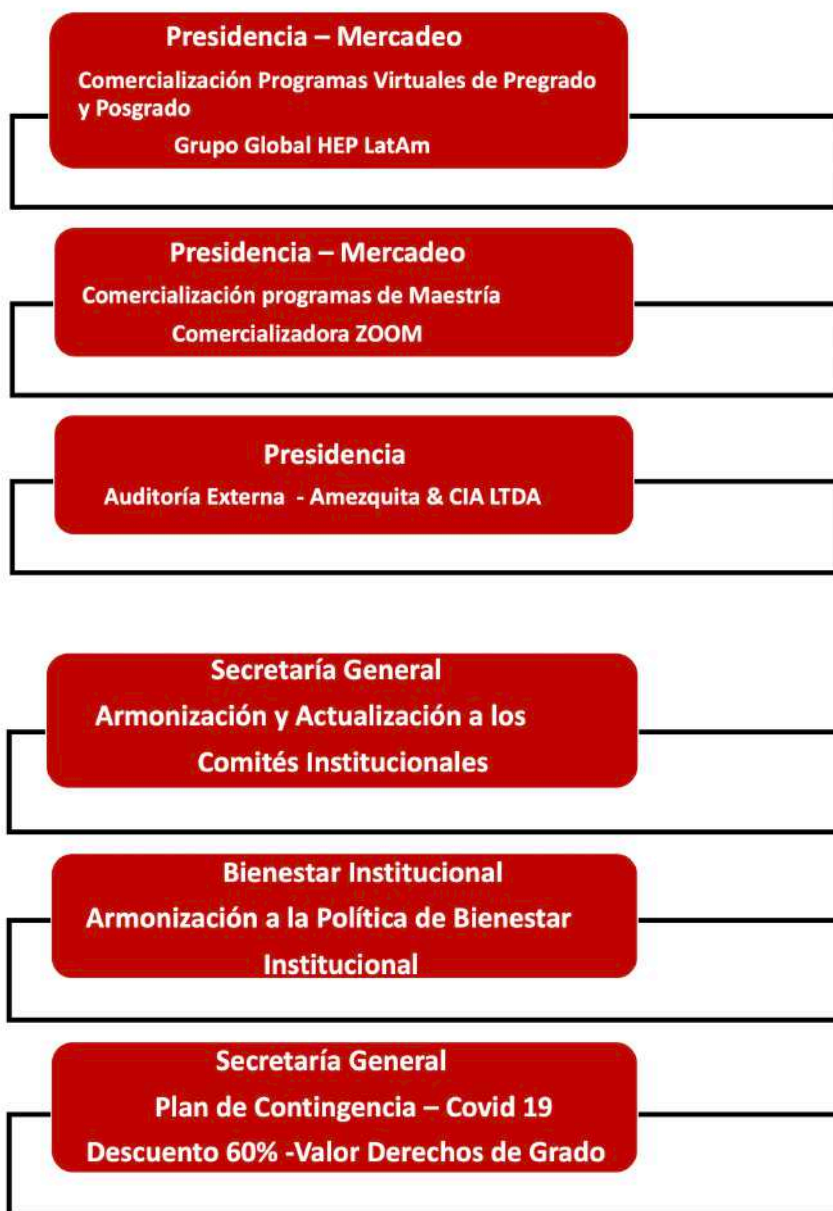 Presidencia – Mercadeo
Comercialización Programas Virtuales de Pregrado
y Posgrado
Grupo Global HEP LatAm
Presidencia – Mercadeo
Comercialización programas de Maestría
Comercializadora ZOOM
Presidencia
Auditoría Externa - Amezquita & CIA LTDA
Secretaría General
Armonización y Actualización a los
Comités Institucionales
Bienestar Institucional
Armonización a la Política de Bienestar
Institucional
Secretaría General
Plan de Contingencia – Covid 19
Descuento 60% -Valor Derechos de Grado